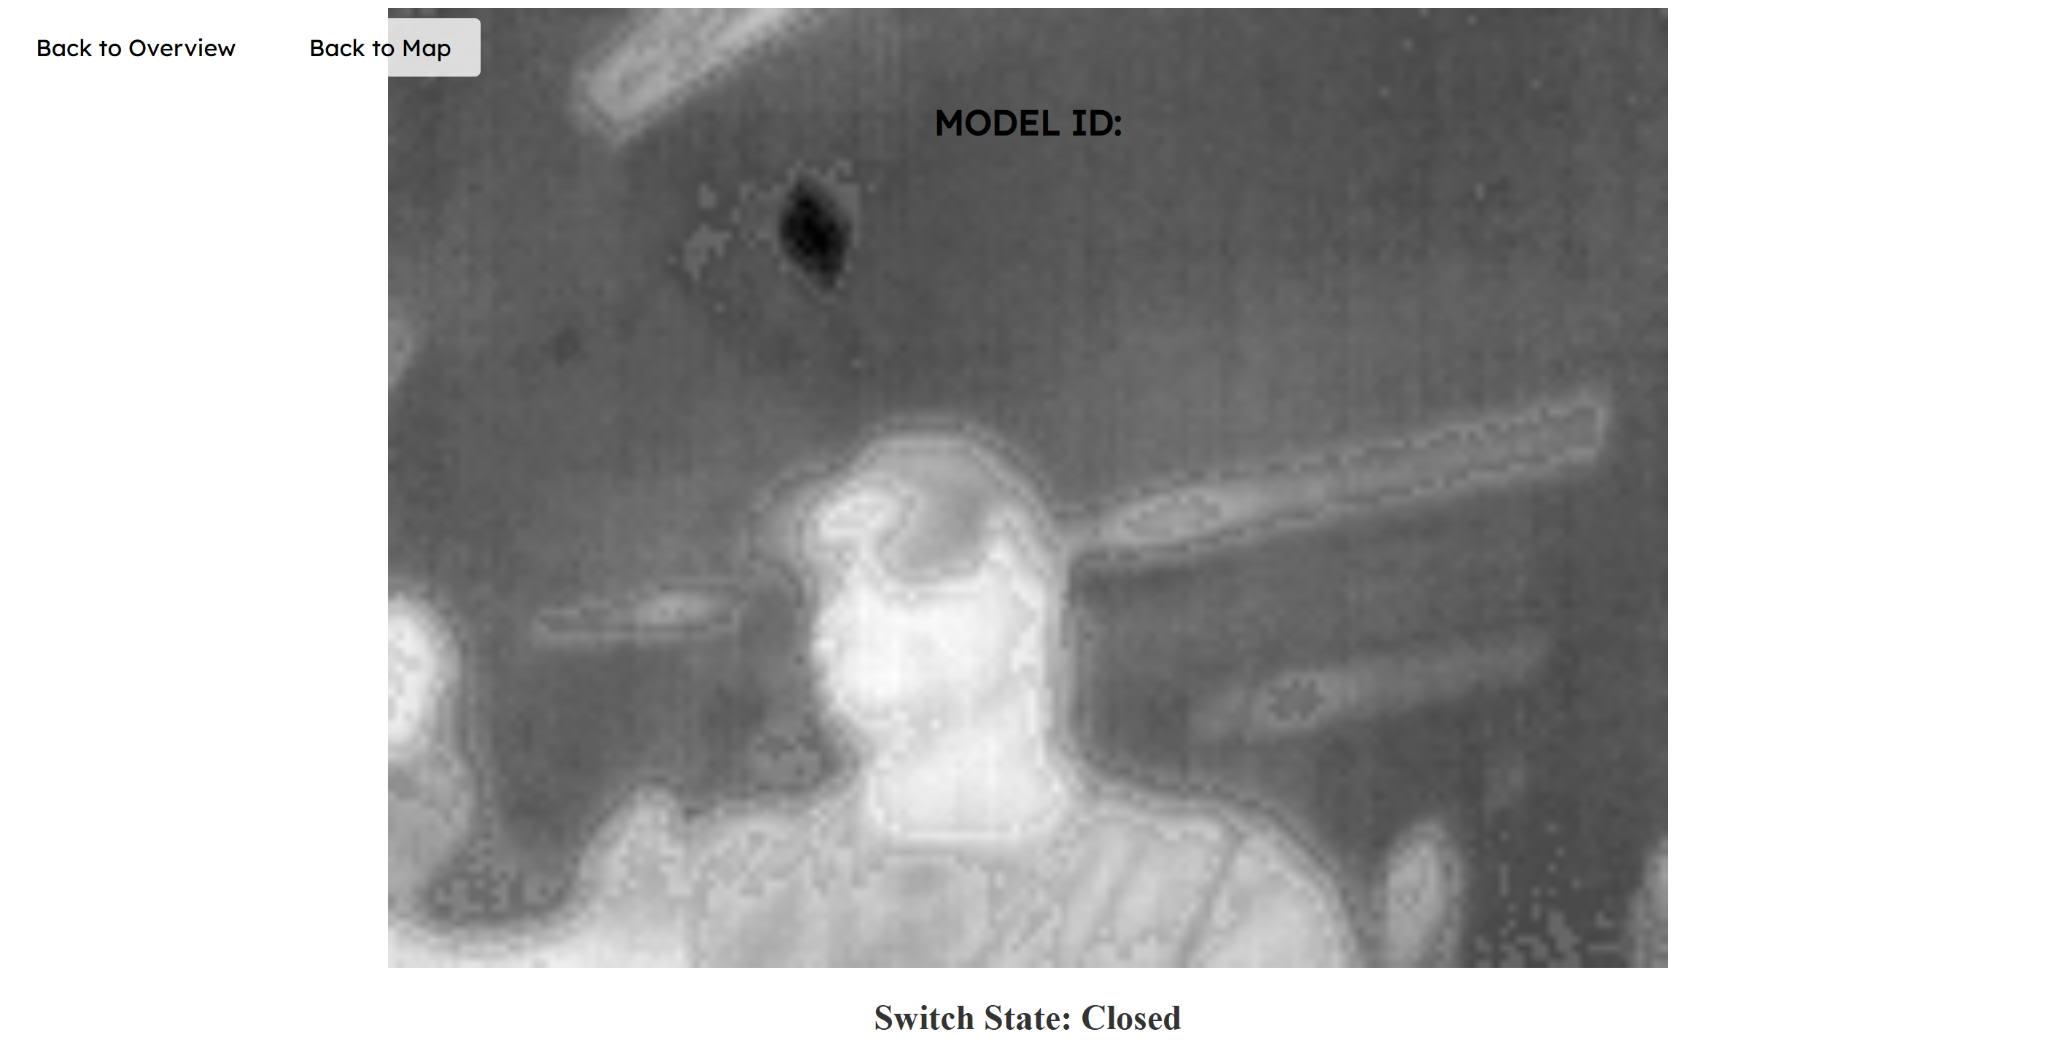 Back to Overview
Back to Map
MODEL ID:
Switch State: Closed